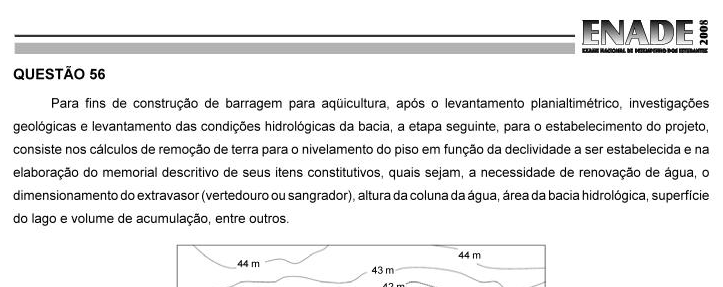 ENADE 2008
EXAME NACIONAL DE DESEMPENHO DOS ESTUDANTES
QUESTÃO 56
Para fins de construção de barragem para aqüicultura, após o levantamento planialtimétrico, investigações
geológicas e levantamento das condições hidrológicas da bacia, a etapa seguinte, para o estabelecimento do projeto,
consiste nos cálculos de remoção de terra para o nivelamento do piso em função da declividade a ser estabelecida e na
elaboração do memorial descritivo de seus itens constitutivos, quais sejam, a necessidade de renovação de água, o
dimensionamento do extravasor (vertedouro ou sangrador), altura da coluna da água, área da bacia hidrológica, superfície
do lago e volume de acumulação, entre outros.
44 m
44 m
43 m
42 m